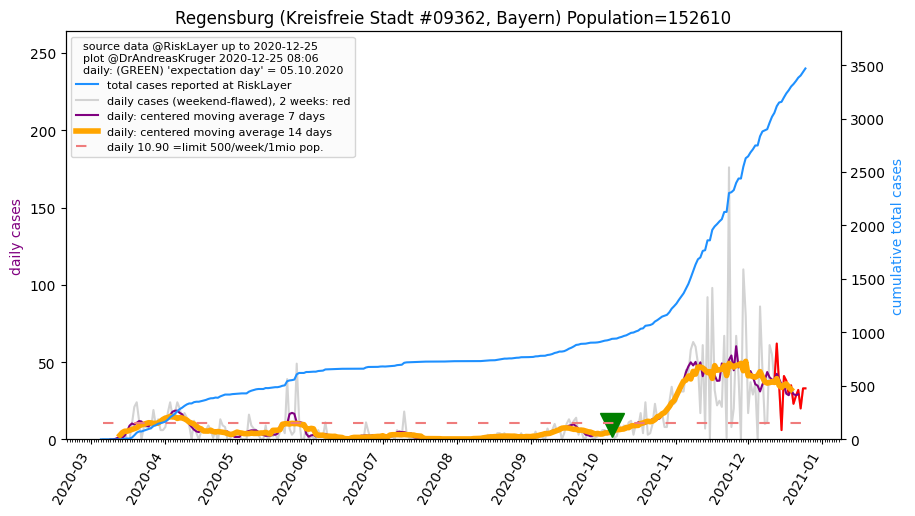 Regensburg (Kreisfreie Stadt #09362, Bayern) Population=152610
source data @RiskLayer up to 2020-12-25
plot @DrAndreasKruger 2020-12-25 08:06
daily: (GREEN) 'expectation day' = 05.10.2020
total cases reported at RiskLayer
daily cases (weekend-flawed), 2 weeks: red
daily: centered moving average 7 days
daily: centered moving average 14 days
daily 10.90 =limit 500/week/1mio pop.
daily cases
250
200
150
100
50
0
cumulative total cases
3500
3000
2500
2000
1500
1000
500
0
2020-03
2020-04
2020-05
2020-06
2020-07
2020-08
2020-09
2020-10
2020-11
2020-12
2021-01